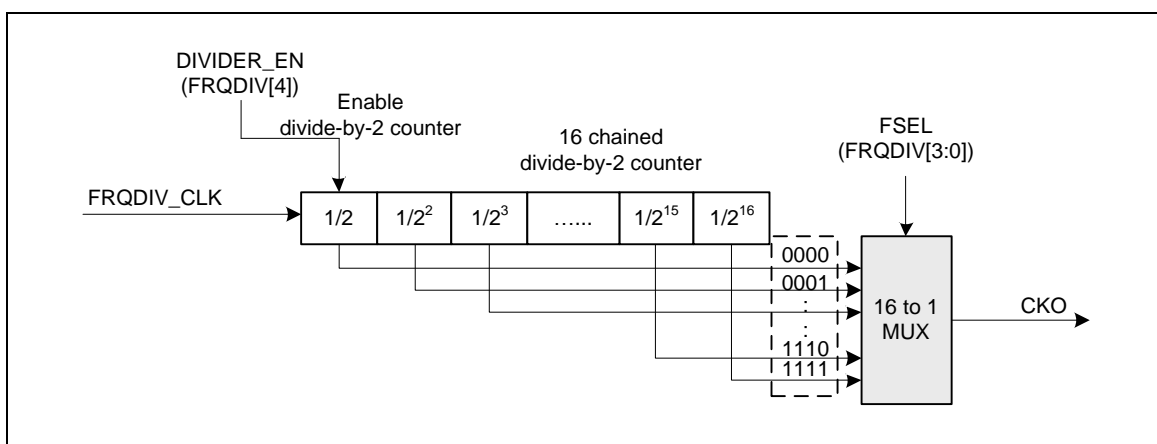 DIVIDER_EN
(FRQDIV[4])
Enable
divide-by-2 counter
16 chained
divide-by-2 counter
FSEL
(FRQDIV[3:0])
FRQDIV_CLK
1/2 1/2² 1/2³ …... 1/2¹⁵ 1/2¹⁶
0000
0001
:
:
1110
1111
16 to 1
MUX
CKO